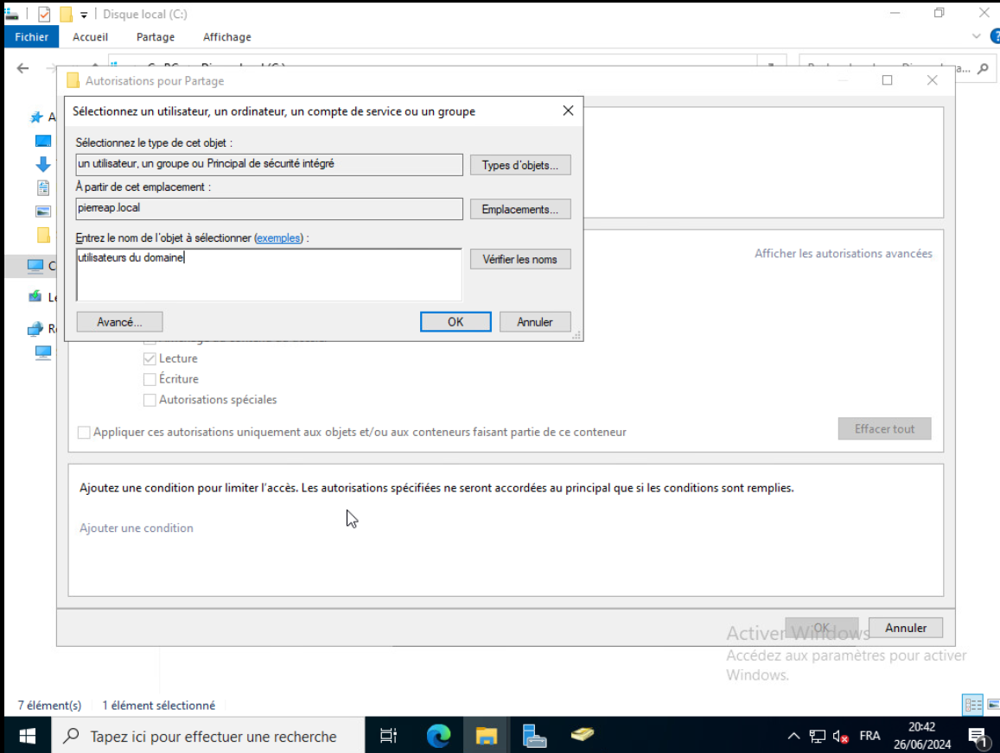 Disque local (C:)
Fichier Accueil Partage Affichage
Autorisations pour Partage
Sélectionnez un utilisateur, un ordinateur, un compte de service ou un groupe
Sélectionnez le type de cet objet :
un utilisateur, un groupe ou Principal de sécurité intégré
Types d'objets...
À partir de cet emplacement :
pierreap.local
Emplacements...
Entrez le nom de l'objet à sélectionner (exemples) :
utilisateurs du domaine
Vérifier les noms
Avancé...
OK
Annuler
Afficher les autorisations avancées
Lecture
Écriture
Autorisations spéciales
Appliquer ces autorisations uniquement aux objets et/ou aux conteneurs faisant partie de ce conteneur
Effacer tout
Ajoutez une condition pour limiter l'accès. Les autorisations spécifiées ne seront accordées au principal que si les conditions sont remplies.
Ajouter une condition
OK
Annuler
Activer Windows
Accédez aux paramètres pour activer
Windows.
7 élément(s) 1 élément sélectionné
Tapez ici pour effectuer une recherche
FRA
20:42
26/06/2024
1